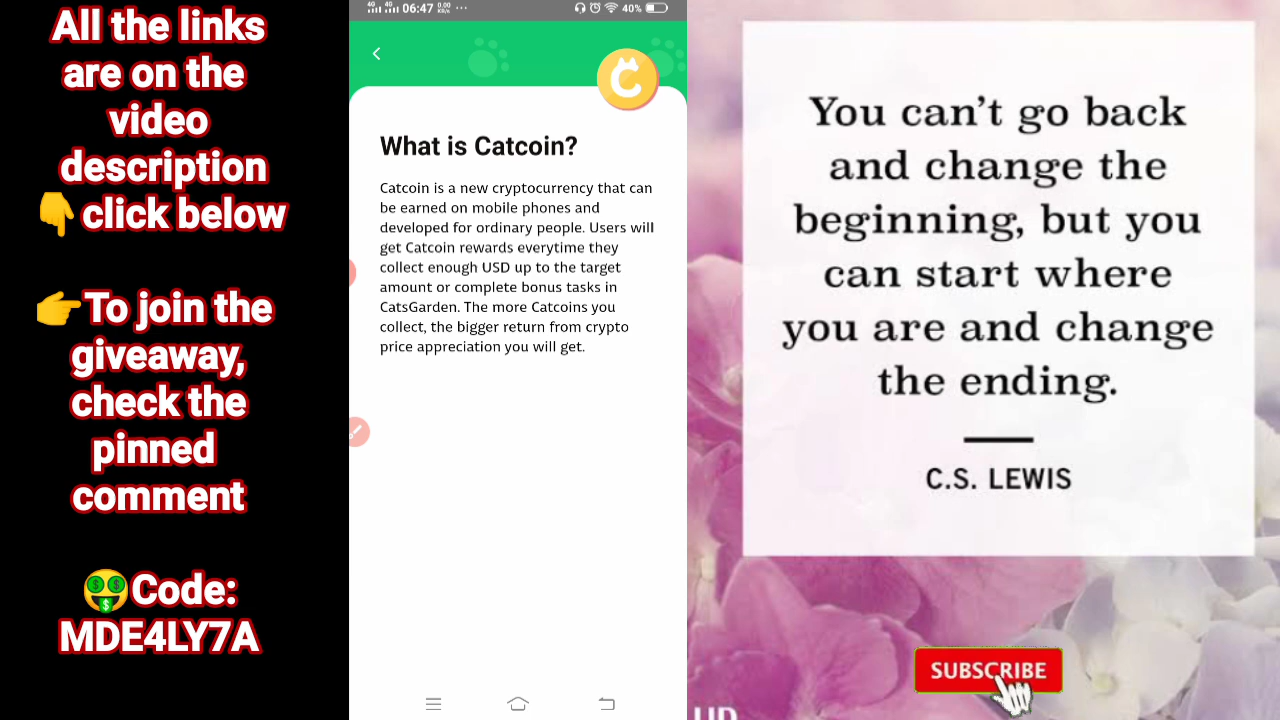 All the links
are on the
video
description
👇click below
👉To join the
giveaway,
check the
pinned
comment
🤑Code:
MDE4LY7A
4G 4G 06:47 0.00 KB/s ··· 40%
C
What is Catcoin?
Catcoin is a new cryptocurrency that can
be earned on mobile phones and
developed for ordinary people. Users will
get Catcoin rewards everytime they
collect enough USD up to the target
amount or complete bonus tasks in
CatsGarden. The more Catcoins you
collect, the bigger return from crypto
price appreciation you will get.
You can’t go back
and change the
beginning, but you
can start where
you are and change
the ending.
C.S. LEWIS
SUBSCRIBE